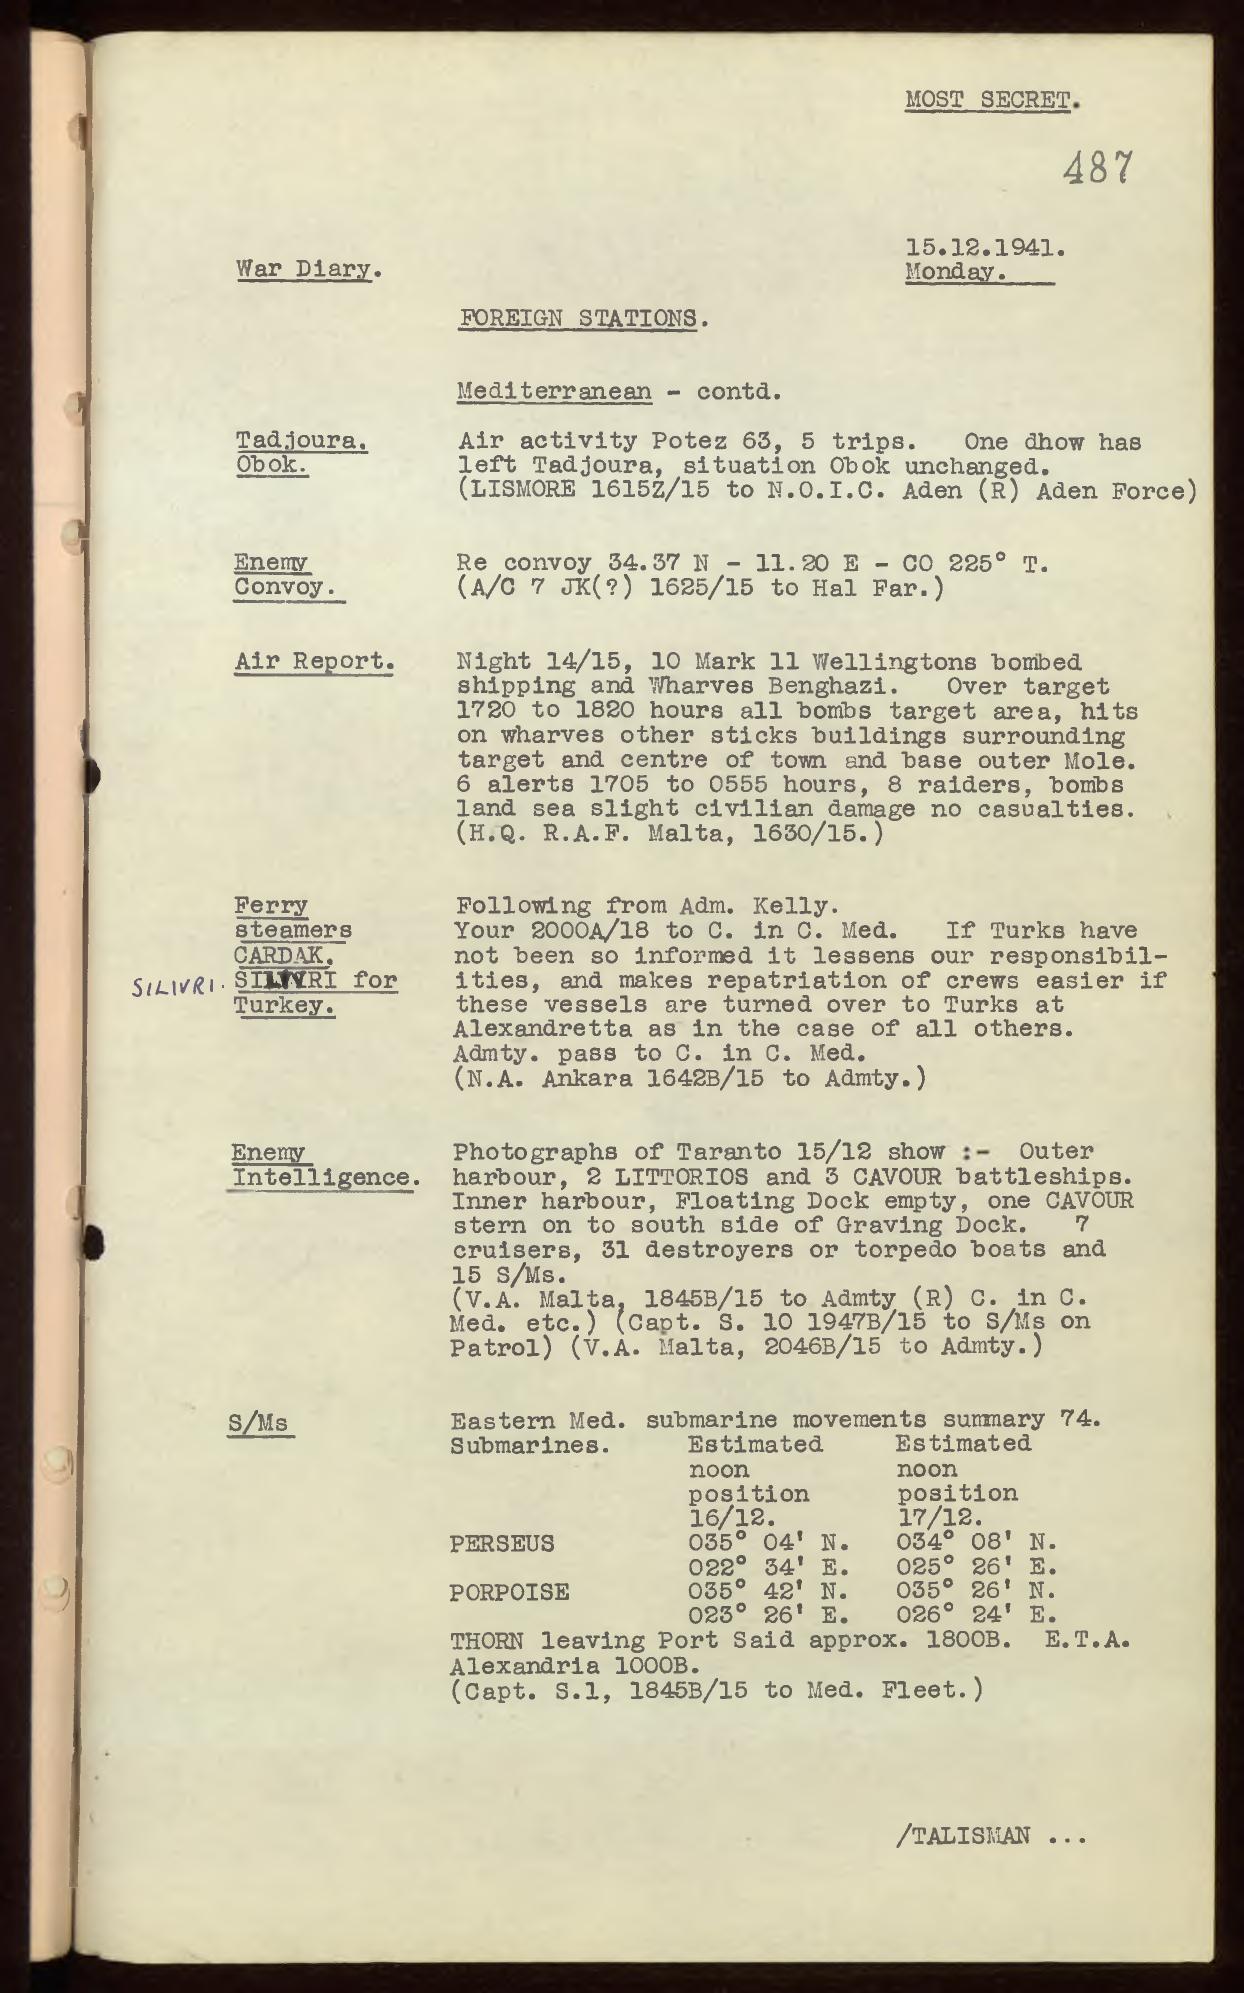 MOST SECRET.
487
15.12.1941.
War Diary.
Monday.
FOREIGN STATIONS.
Mediterranean - contd.
Tadjoura. Air activity Potez 63, 5 trips. One dhow has
Obok. left Tadjoura, situation Obok unchanged.
(LISMORE 1615Z/15 to N.O.I.C. Aden (R) Aden Force)
Enemy Re convoy 34.37 N - 11.20 E - CO 225° T.
Convoy. (A/C 7 JK(?) 1625/15 to Hal Far.)
Air Report. Night 14/15, 10 Mark 11 Wellingtons bombed
shipping and Wharves Benghazi. Over target
1720 to 1820 hours all bombs target area, hits
on wharves other sticks buildings surrounding
target and centre of town and base outer Mole.
6 alerts 1705 to 0555 hours, 8 raiders, bombs
land sea slight civilian damage no casualties.
(H.Q. R.A.F. Malta, 1630/15.)
Ferry Following from Adm. Kelly.
steamers Your 2000A/18 to C. in C. Med. If Turks have
CARDAK. not been so informed it lessens our responsibil-
SILIVRI. SILIVRI for ities, and makes repatriation of crews easier if
Turkey. these vessels are turned over to Turks at
Alexandretta as in the case of all others.
Admty. pass to C. in C. Med.
(N.A. Ankara 1642B/15 to Admty.)
Enemy Photographs of Taranto 15/12 show :- Outer
Intelligence. harbour, 2 LITTORIOS and 3 CAVOUR battleships.
Inner harbour, Floating Dock empty, one CAVOUR
stern on to south side of Graving Dock. 7
cruisers, 31 destroyers or torpedo boats and
15 S/Ms.
(V.A. Malta, 1845B/15 to Admty (R) C. in C.
Med. etc.) (Capt. S. 10 1947B/15 to S/Ms on
Patrol) (V.A. Malta, 2046B/15 to Admty.)
S/Ms Eastern Med. submarine movements summary 74.
Submarines. Estimated Estimated
noon noon
position position
16/12. 17/12.
PERSEUS 035° 04' N. 034° 08' N.
022° 34' E. 025° 26' E.
PORPOISE 035° 42' N. 035° 26' N.
023° 26' E. 026° 24' E.
THORN leaving Port Said approx. 1800B. E.T.A.
Alexandria 1000B.
(Capt. S.1, 1845B/15 to Med. Fleet.)
/TALISMAN ...